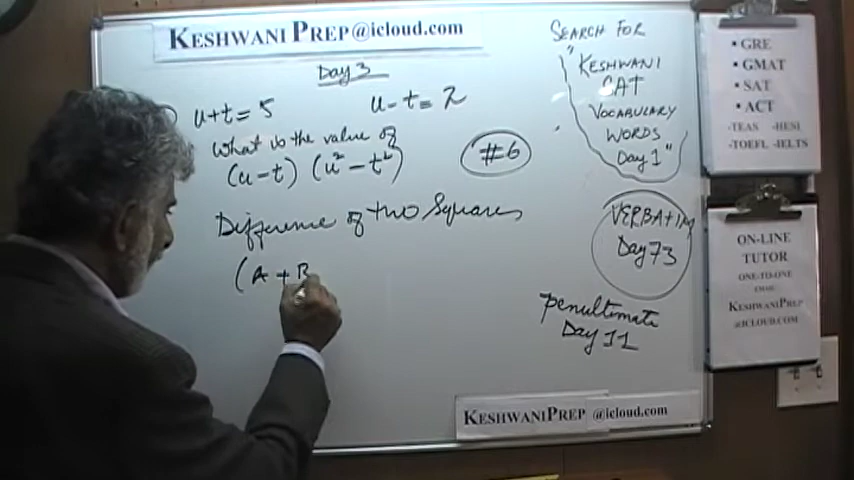 KESHWANI PREP@icloud.com
Day 3
u+t=5
u-t=2
What is the value of
(u-t) (u²-t²)
#6
Difference of two Squares
(A + B
SEARCH FOR
"KESHWANI
SAT
VOCABULARY
WORDS
Day 1"
VERBATIM
Day 73
penultimate
Day 11
KESHWANIPREP @icloud.com
• GRE
• GMAT
• SAT
• ACT
-TEAS -HESI
-TOEFL -IELTS
ON-LINE
TUTOR
ONE-TO-ONE
KESHWANIPREP
@ICLOUD.COM